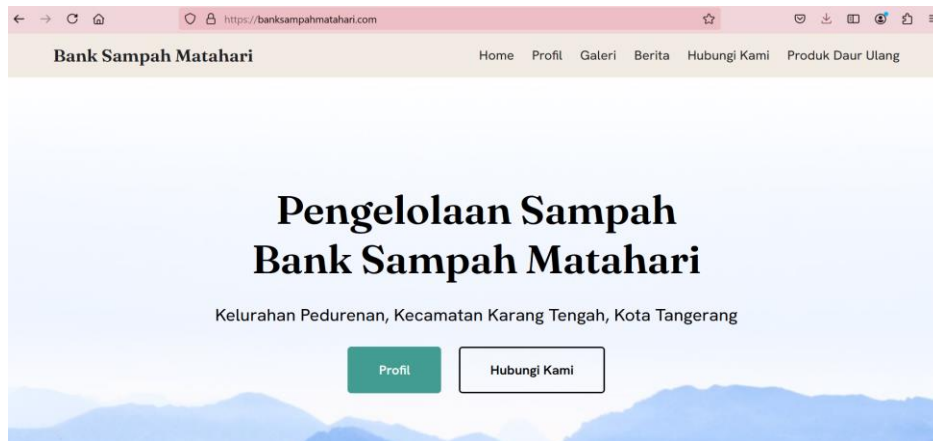 https://banksampahmatahari.com
Bank Sampah Matahari
Home Profil Galeri Berita Hubungi Kami Produk Daur Ulang
Pengelolaan Sampah
Bank Sampah Matahari
Kelurahan Pedurenan, Kecamatan Karang Tengah, Kota Tangerang
Profil Hubungi Kami